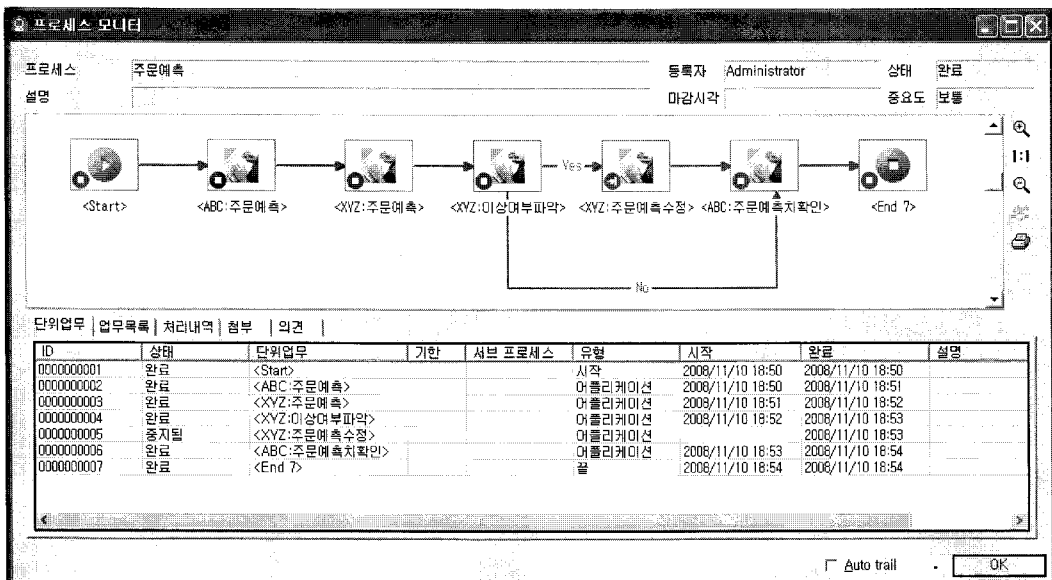 프로세스 모니터
프로세스 주문예측 등록자 Administrator 상태 완료
설명 마감시각 중요도 보통
1:1
Yes
<Start> <ABC:주문예측> <XYZ:주문예측> <XYZ:이상여부파악> <XYZ:주문예측수정> <ABC:주문예측치확인> <End 7>
No
단위업무 업무목록 처리내역 첨부 의견
ID 상태 단위업무 기한 서브 프로세스 유형 시작 완료 설명
0000000001 완료 <Start> 시작 2008/11/10 18:50 2008/11/10 18:50
0000000002 완료 <ABC:주문예측> 어플리케이션 2008/11/10 18:50 2008/11/10 18:51
0000000003 완료 <XYZ:주문예측> 어플리케이션 2008/11/10 18:51 2008/11/10 18:52
0000000004 완료 <XYZ:이상여부파악> 어플리케이션 2008/11/10 18:52 2008/11/10 18:53
0000000005 중지됨 <XYZ:주문예측수정> 어플리케이션 2008/11/10 18:53
0000000006 완료 <ABC:주문예측치확인> 어플리케이션 2008/11/10 18:53 2008/11/10 18:54
0000000007 완료 <End 7> 끝 2008/11/10 18:54 2008/11/10 18:54
Auto trail OK